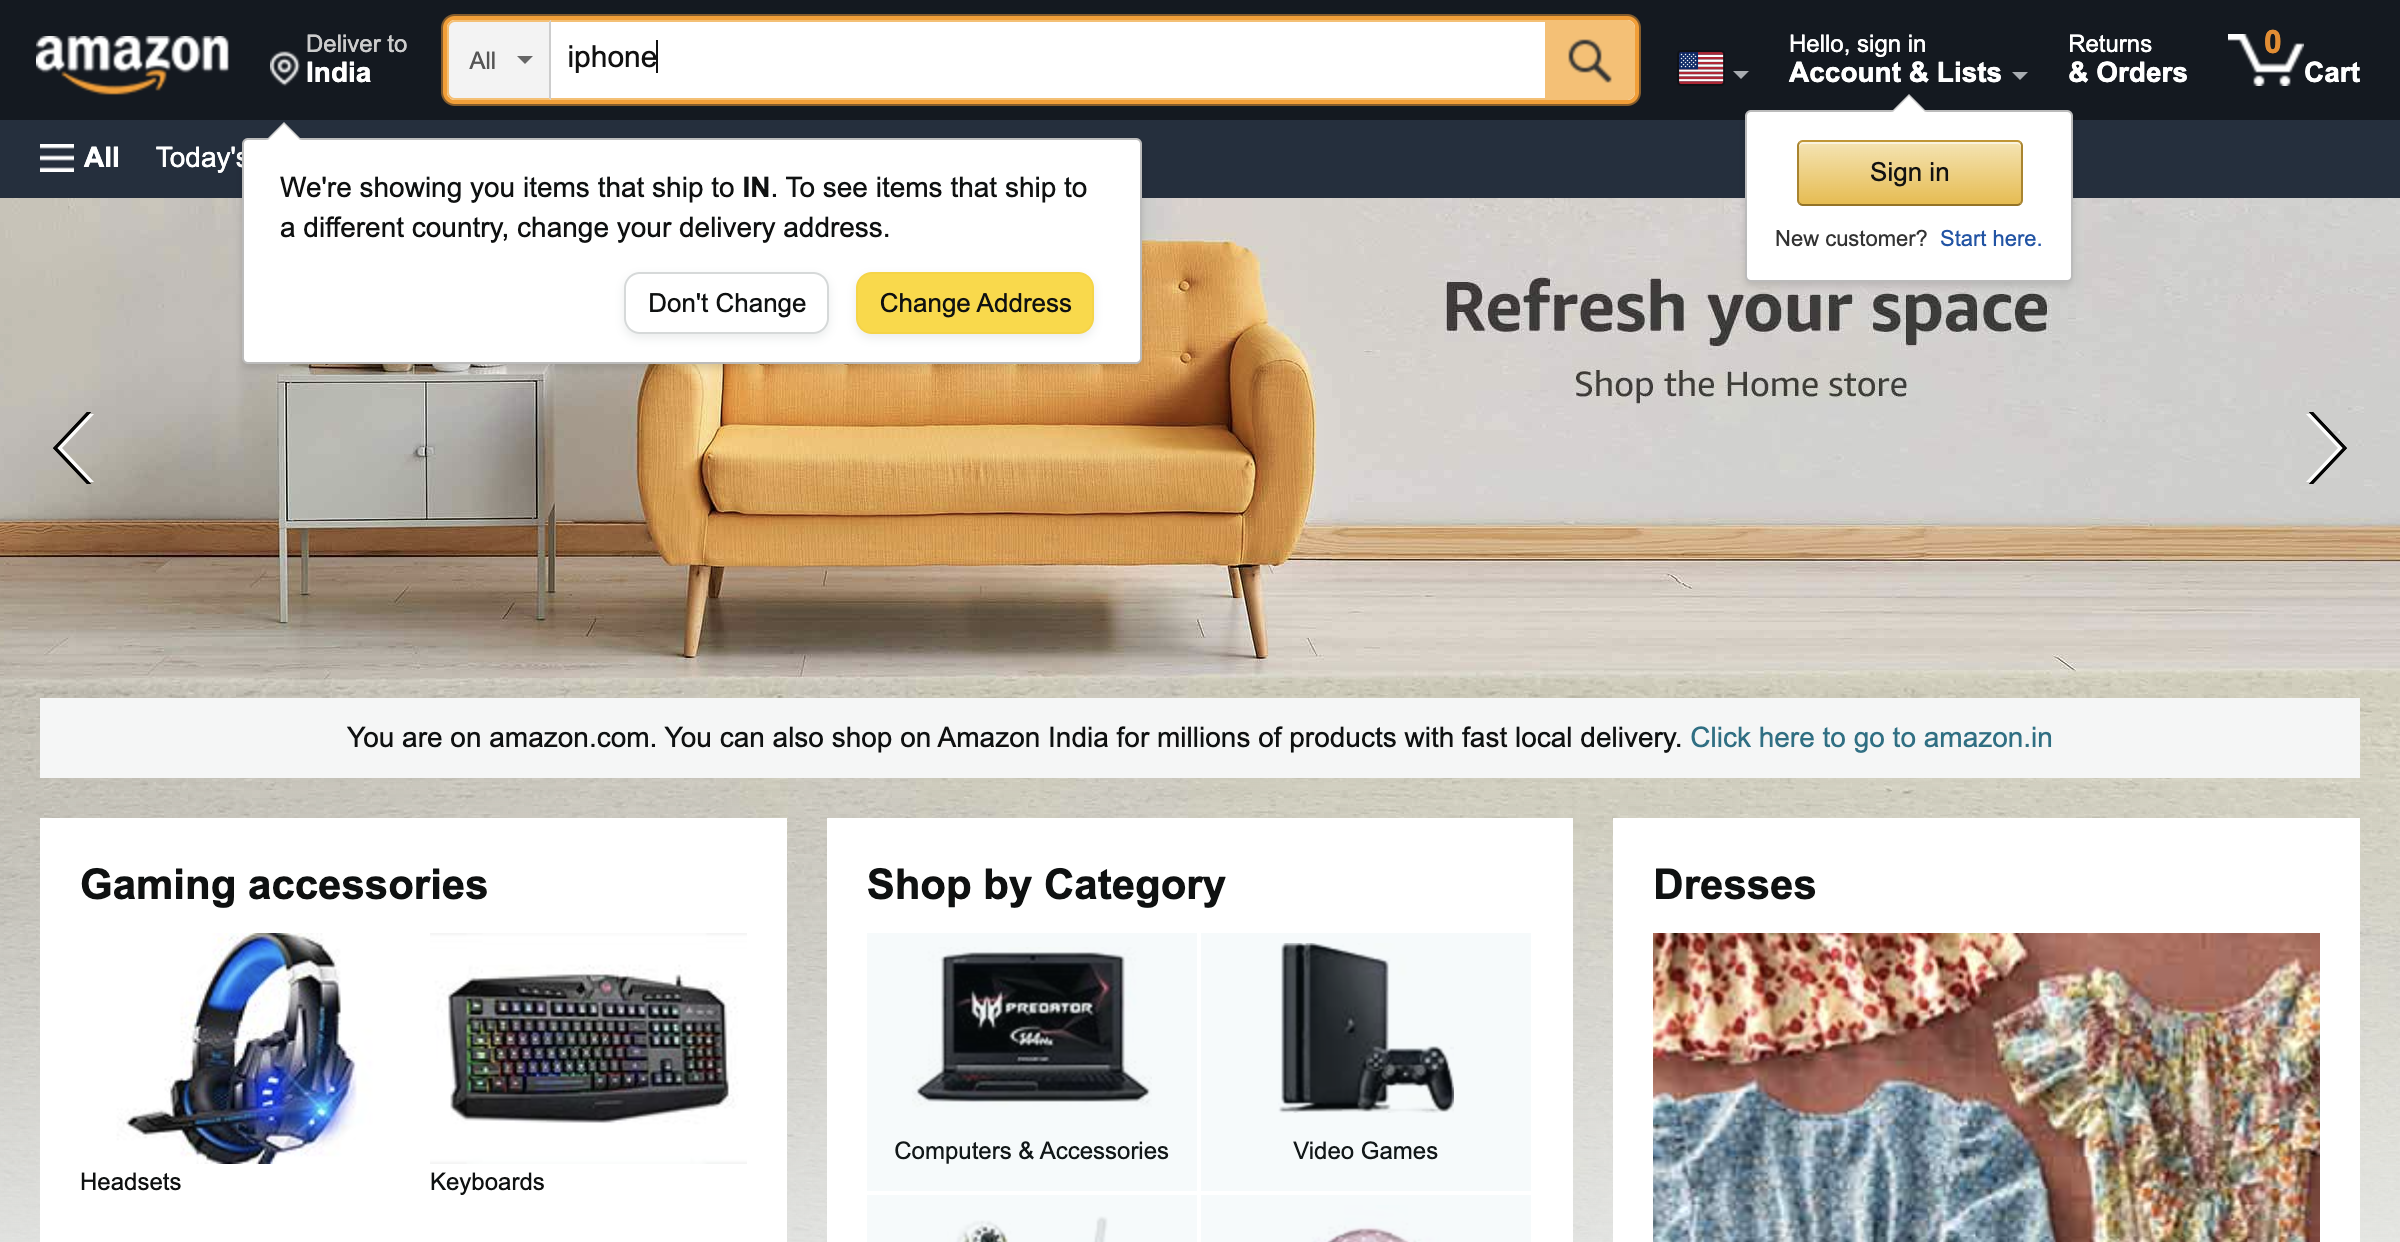 amazon
Deliver to
India
All
iphone
Hello, sign in
Account & Lists
Returns
& Orders
0
Cart
All
Today's
We're showing you items that ship to IN. To see items that ship to
a different country, change your delivery address.
Don't Change
Change Address
Sign in
New customer? Start here.
Refresh your space
Shop the Home store
You are on amazon.com. You can also shop on Amazon India for millions of products with fast local delivery. Click here to go to amazon.in
Gaming accessories
Headsets
Keyboards
Shop by Category
PREDATOR
144Hz
Computers & Accessories
Video Games
Dresses